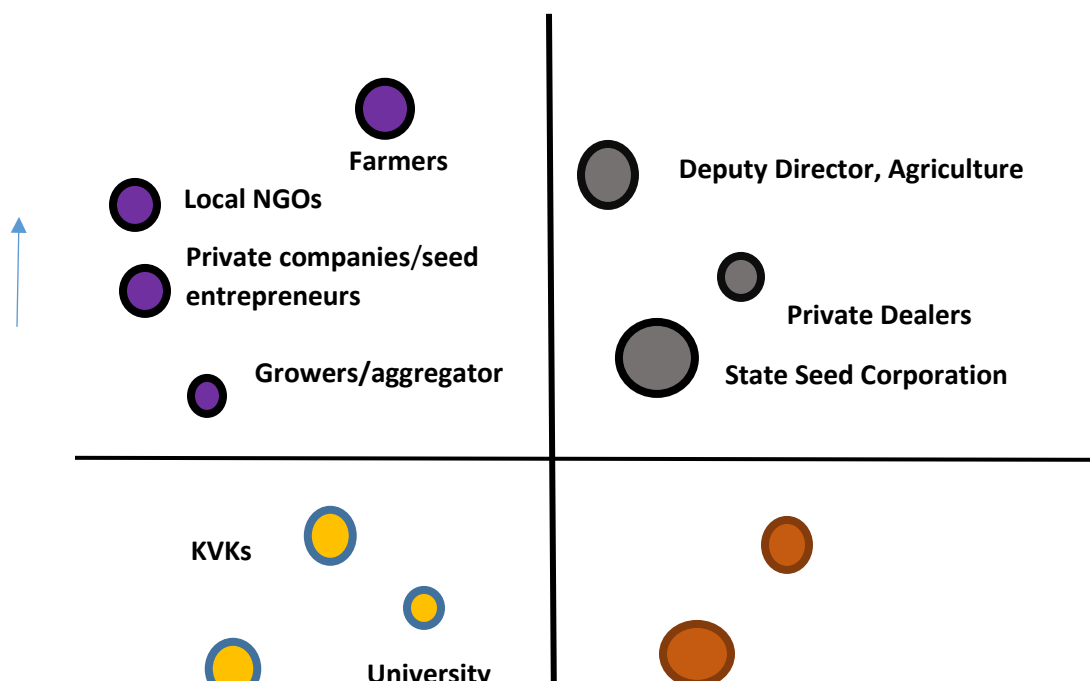 Farmers
Local NGOs
Private companies/seed
entrepreneurs
Growers/aggregator
Deputy Director, Agriculture
Private Dealers
State Seed Corporation
KVKs
University